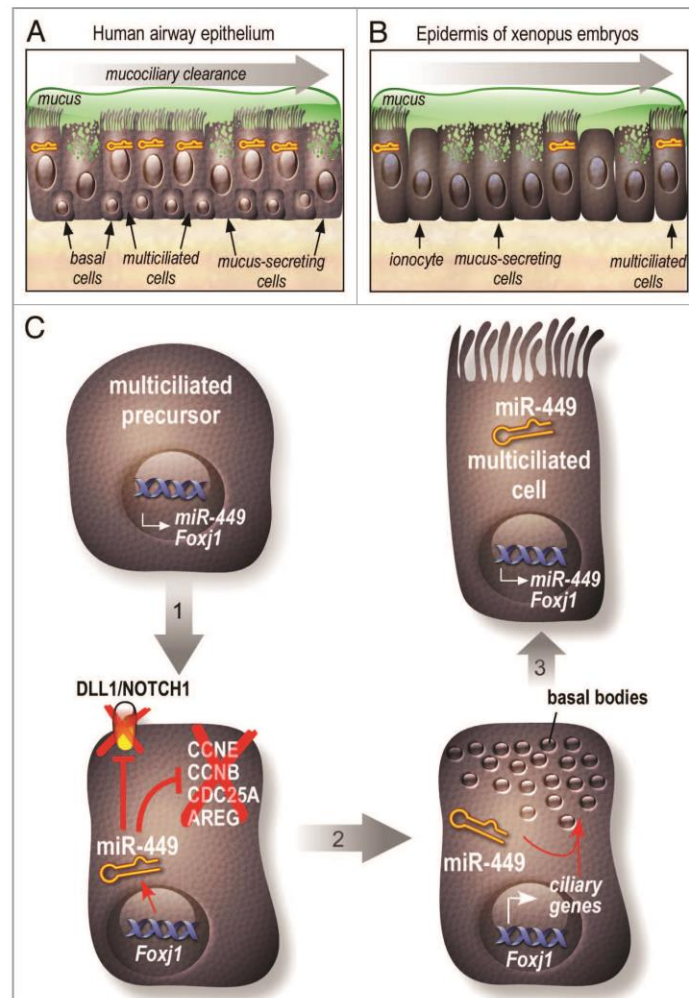 A
Human airway epithelium
mucociliary clearance
mucus
basal
cells
multiciliated
cells
mucus-secreting
cells
B
Epidermis of xenopus embryos
mucus
ionocyte
mucus-secreting
cells
multiciliated
cells
C
multiciliated
precursor
miR-449
Foxj1
1
DLL1/NOTCH1
CCNE
CCNB
CDC25A
AREG
miR-449
Foxj1
2
basal bodies
miR-449
ciliary
genes
Foxj1
3
miR-449
multiciliated
cell
miR-449
Foxj1